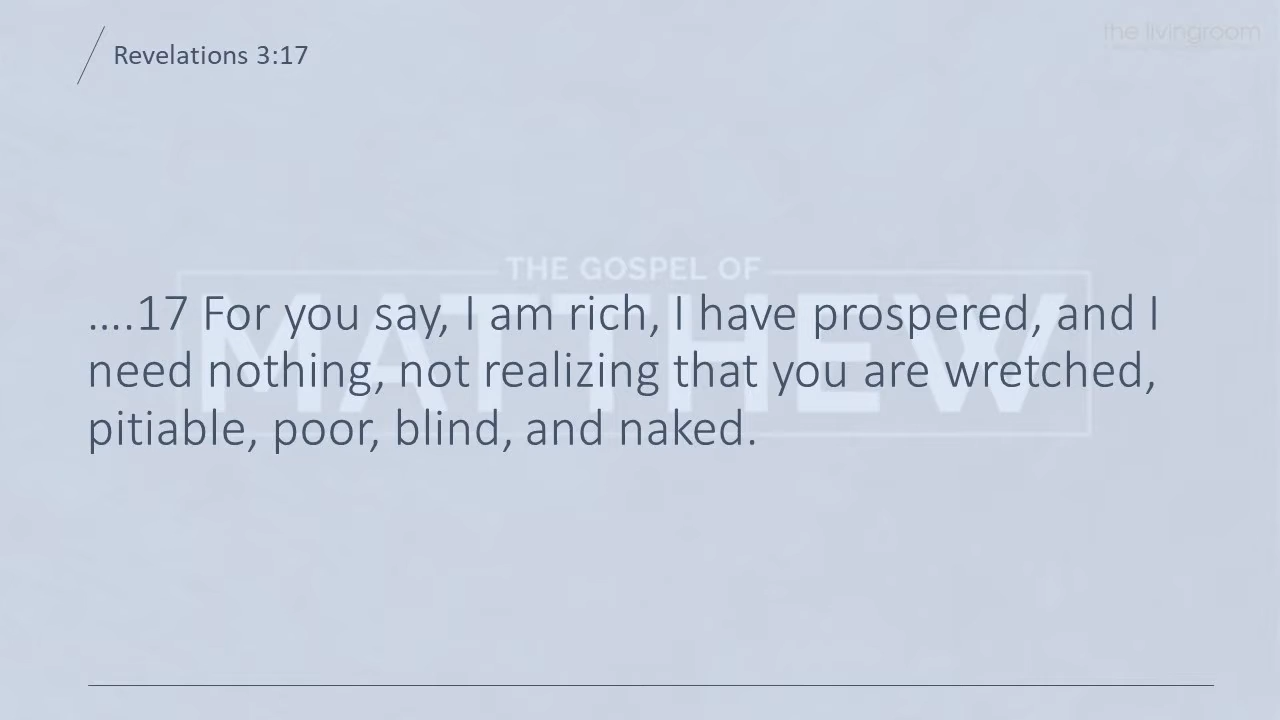 Revelations 3:17
the livingroom
THE GOSPEL OF
MATTHEW
....17 For you say, I am rich, I have prospered, and I
need nothing, not realizing that you are wretched,
pitiable, poor, blind, and naked.